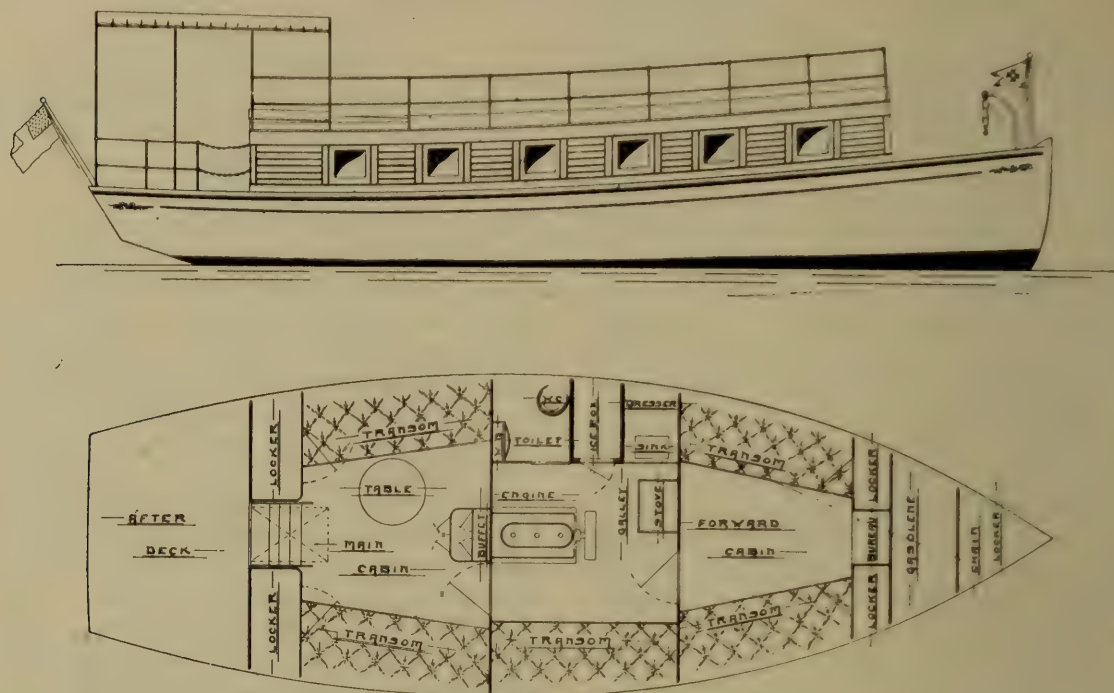 AFTER
DECK
LOCKER
LOCKER
TRANSOM
TABLE
MAIN
CABIN
TRANSOM
BUFFET
ENGINE
TOILET
W.C.
ICE BOX
DRESSER
SINK
GALLEY
STOVE
TRANSOM
TRANSOM
FORWARD
CABIN
TRANSOM
LOCKER
BUREAU
LOCKER
GASOLENE
CHAIN
LOCKER